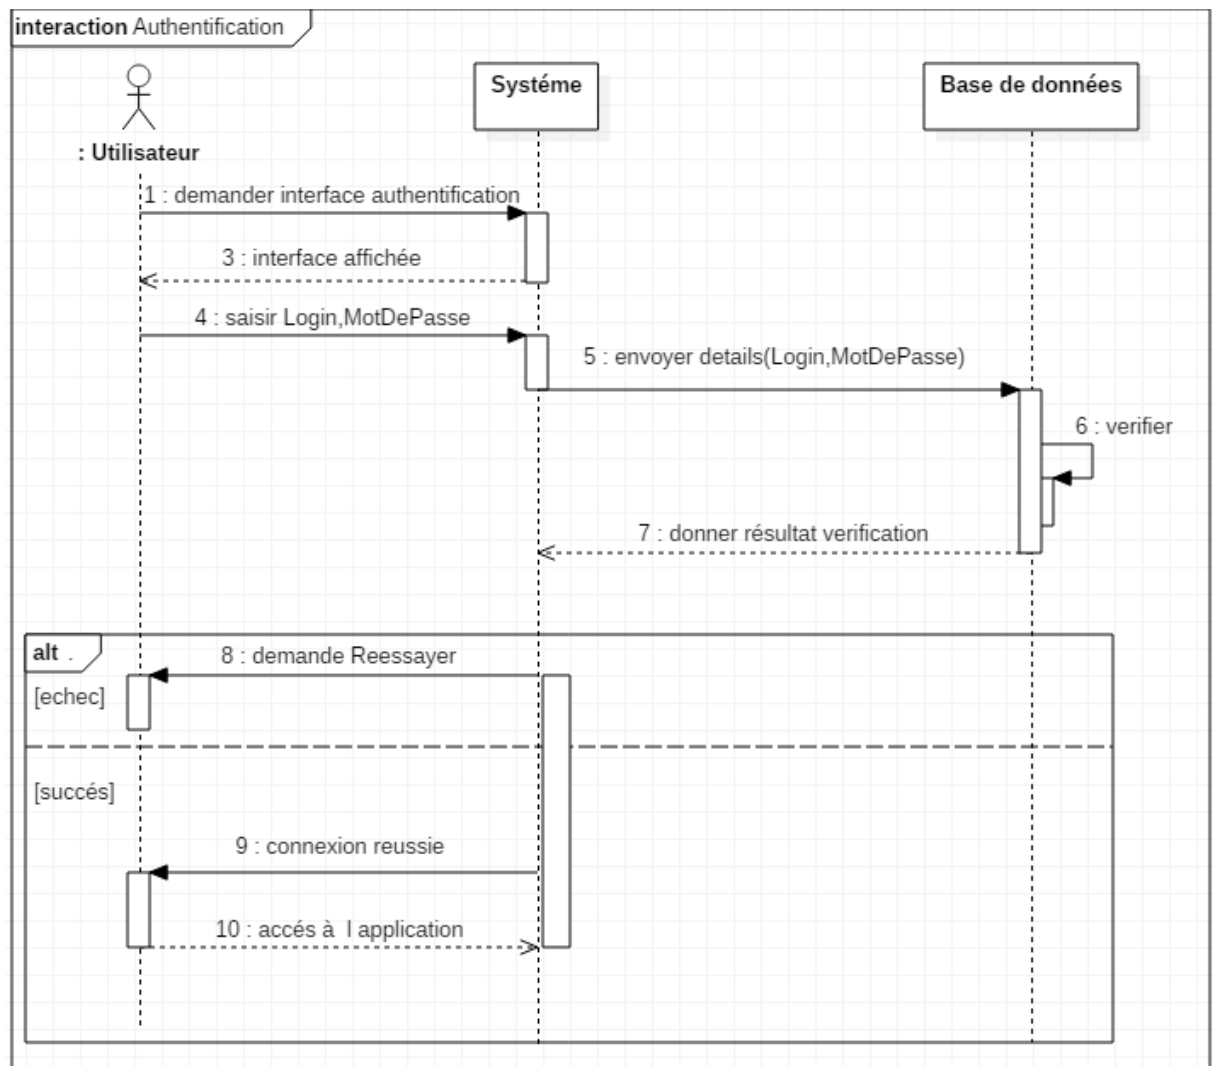 interaction Authentification
Systéme
Base de données
: Utilisateur
1 : demander interface authentification
3 : interface affichée
4 : saisir Login,MotDePasse
5 : envoyer details(Login,MotDePasse)
6 : verifier
7 : donner résultat verification
alt .
8 : demande Reessayer
[echec]
[succés]
9 : connexion reussie
10 : accés à l application